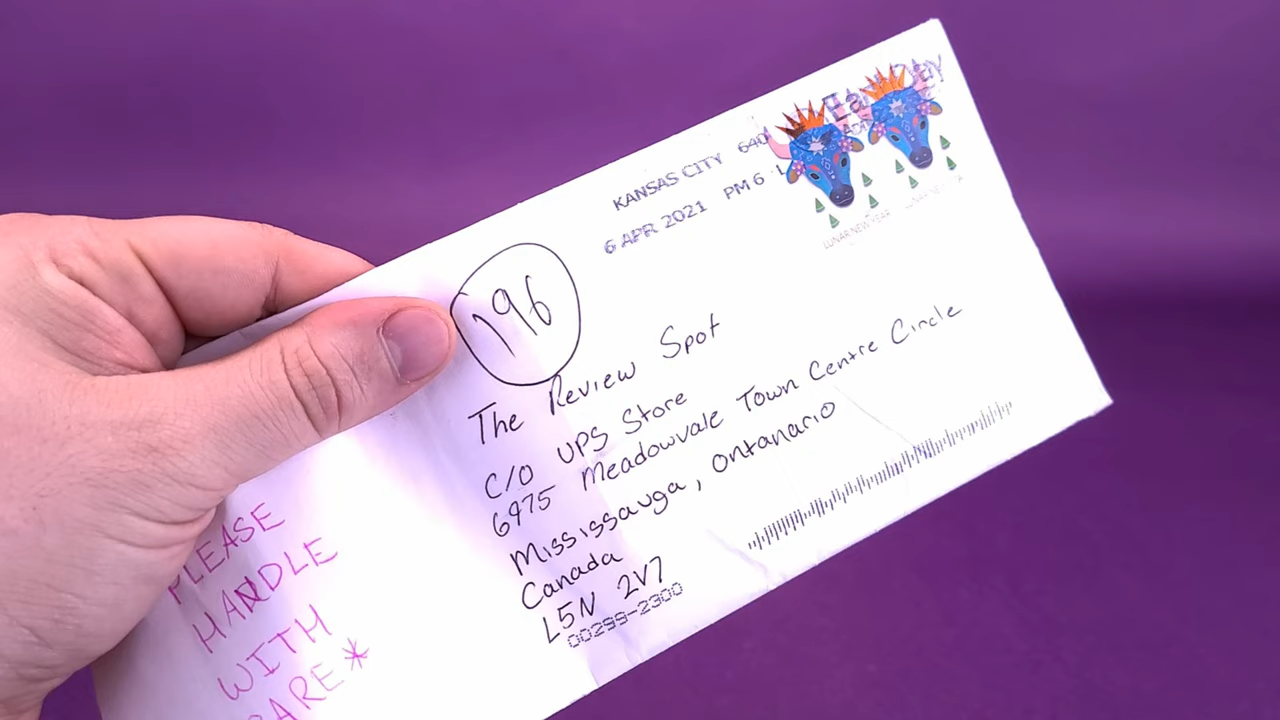 KANSAS CITY 640
6 APR 2021 PM 6 L
LUNAR NEW YEAR
196
The Review Spot
C/O UPS Store
6975 Meadowvale Town Centre Circle
Mississauga, Ontanario
Canada
L5N 2V7
00299-2300
PLEASE
HANDLE
WITH
CARE*